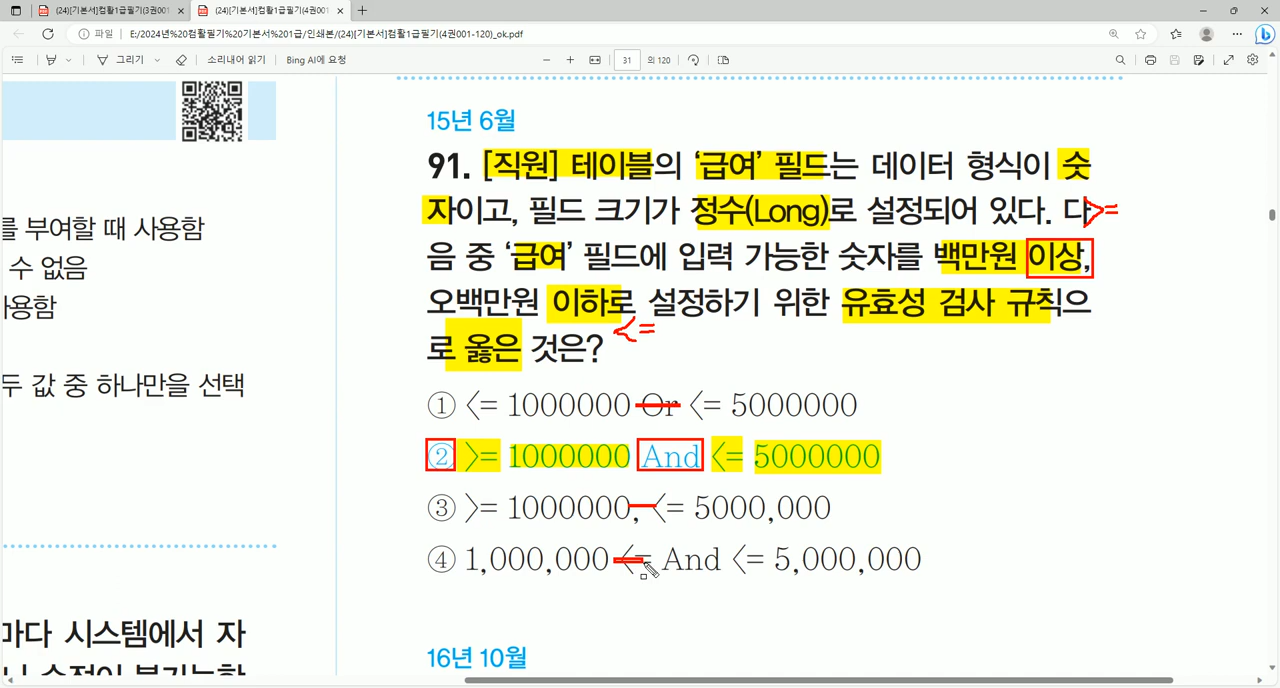 (24)[기본서]컴활1급필기(3권001
(24)[기본서]컴활1급필기(4권001
파일
E:/2024년%20컴활필기%20기본서%201급/인쇄본/(24)[기본서]컴활1급필기(4권001-120)_ok.pdf
그리기
소리내어 읽기
Bing AI에 요청
31
의 120
를 부여할 때 사용함
수 없음
사용함
두 값 중 하나만을 선택
마다 시스템에서 자
15년 6월
91. [직원] 테이블의 ‘급여’ 필드는 데이터 형식이 숫
자이고, 필드 크기가 정수(Long)로 설정되어 있다. 다
>=
음 중 ‘급여’ 필드에 입력 가능한 숫자를 백만원 이상,
오백만원 이하로 설정하기 위한 유효성 검사 규칙으
<=
로 옳은 것은?
① <= 1000000 Or <= 5000000
② >= 1000000 And <= 5000000
③ >= 1000000, <= 5000,000
④ 1,000,000 <= And <= 5,000,000
16년 10월